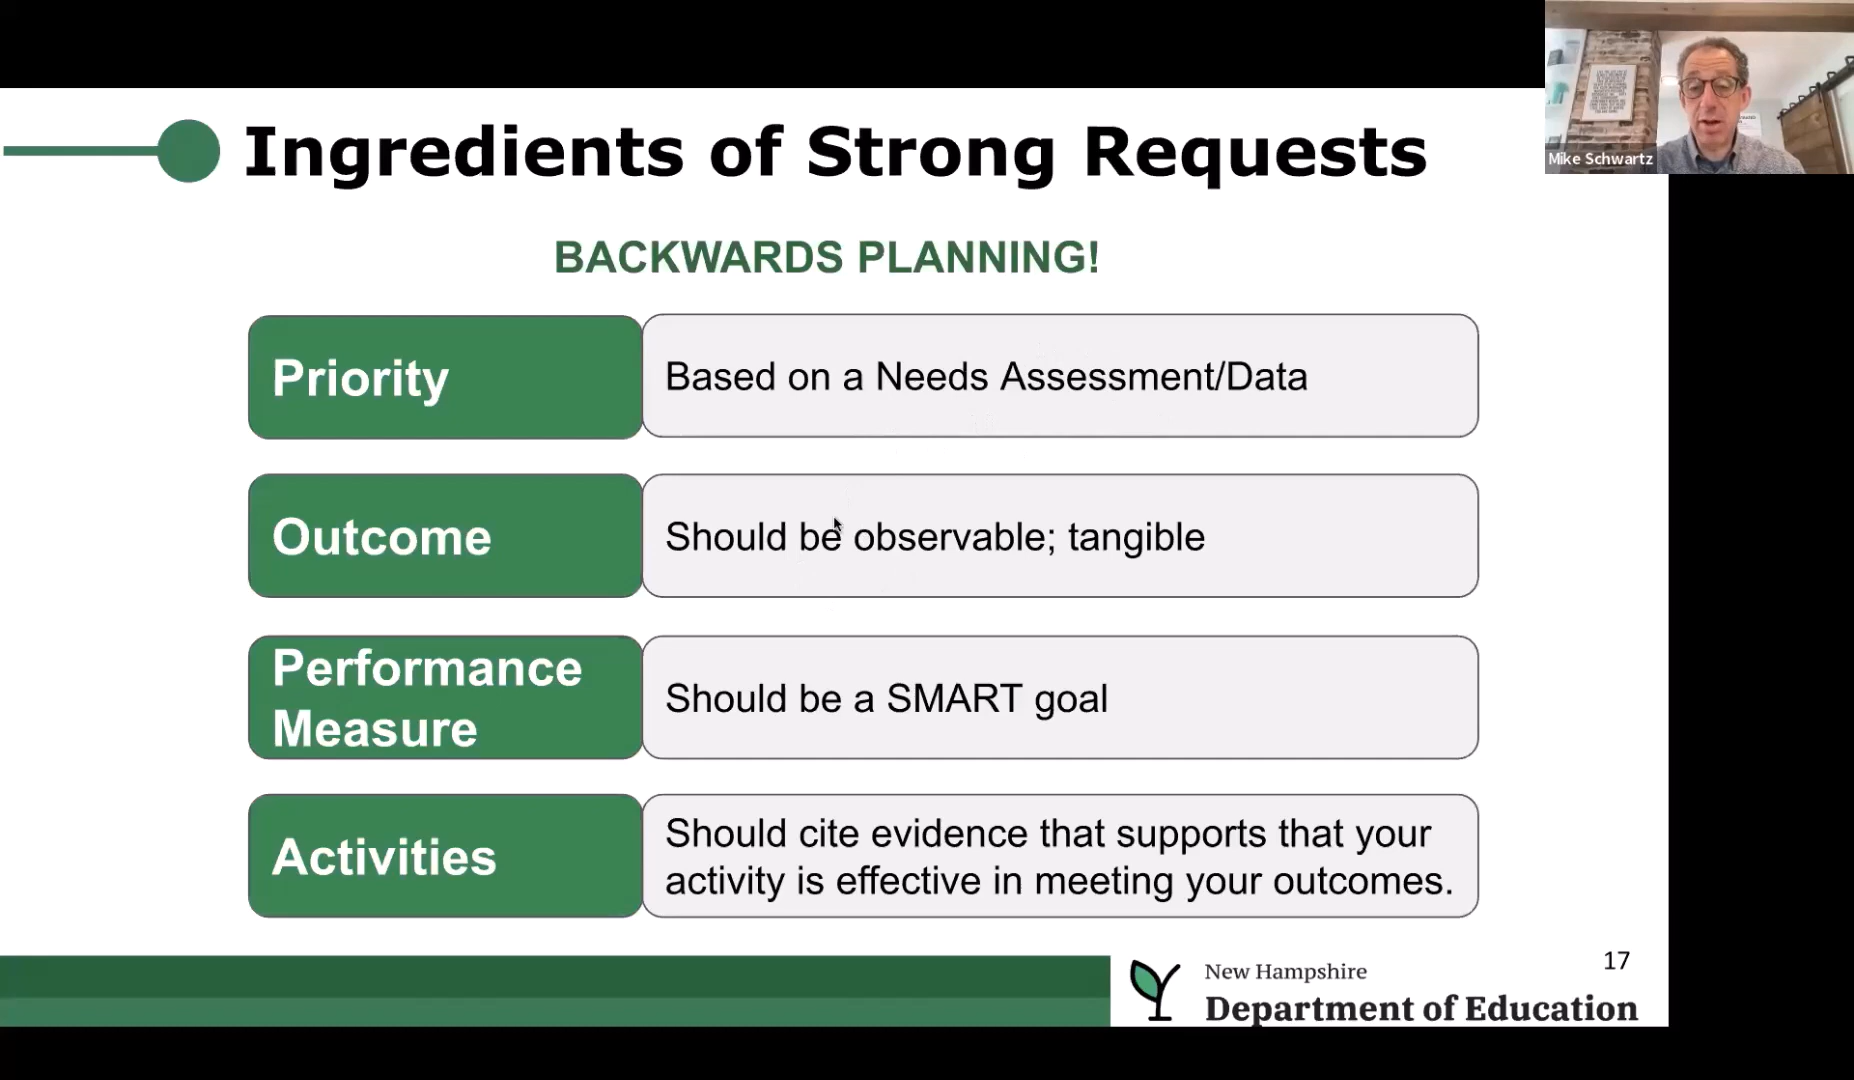 Ingredients of Strong Requests
Mike Schwartz
BACKWARDS PLANNING!
Priority
Based on a Needs Assessment/Data
Outcome
Should be observable; tangible
Performance
Measure
Should be a SMART goal
Activities
Should cite evidence that supports that your
activity is effective in meeting your outcomes.
17
New Hampshire
Department of Education